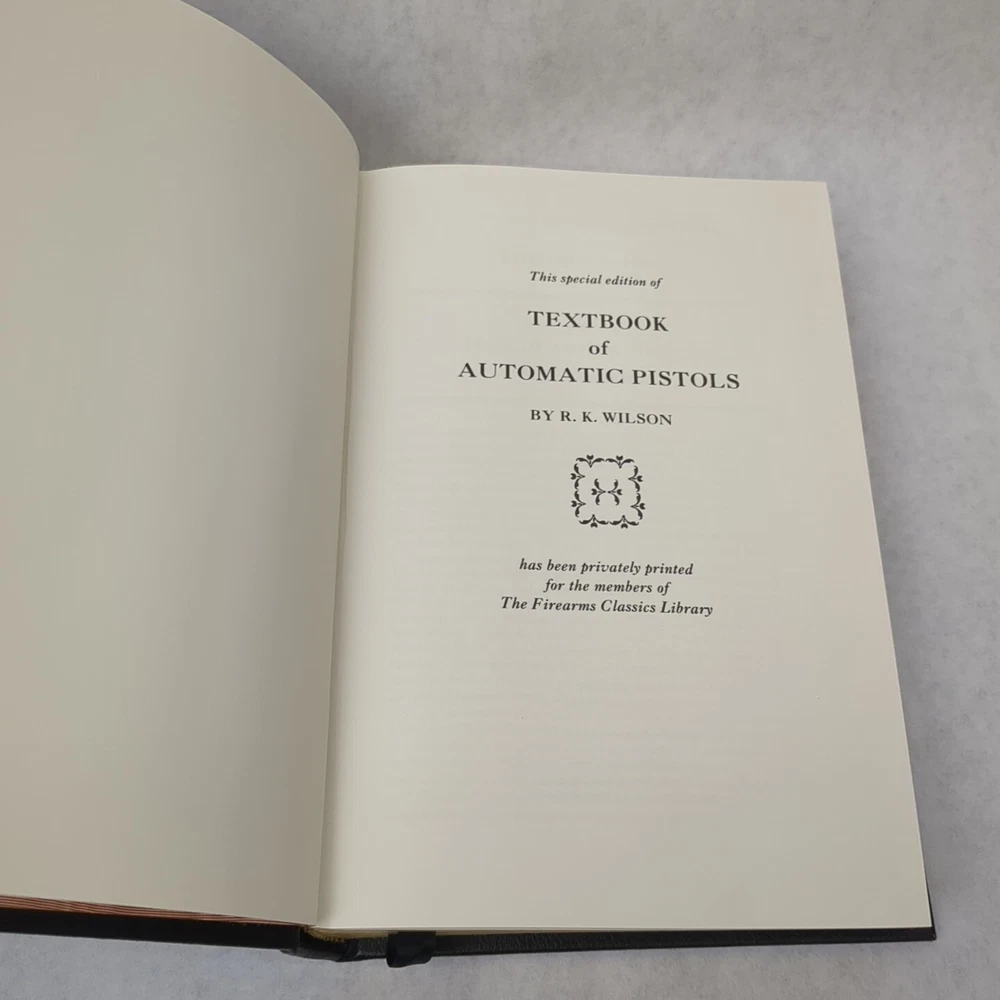 This special edition of
TEXTBOOK
of
AUTOMATIC PISTOLS
BY R. K. WILSON
has been privately printed
for the members of
The Firearms Classics Library